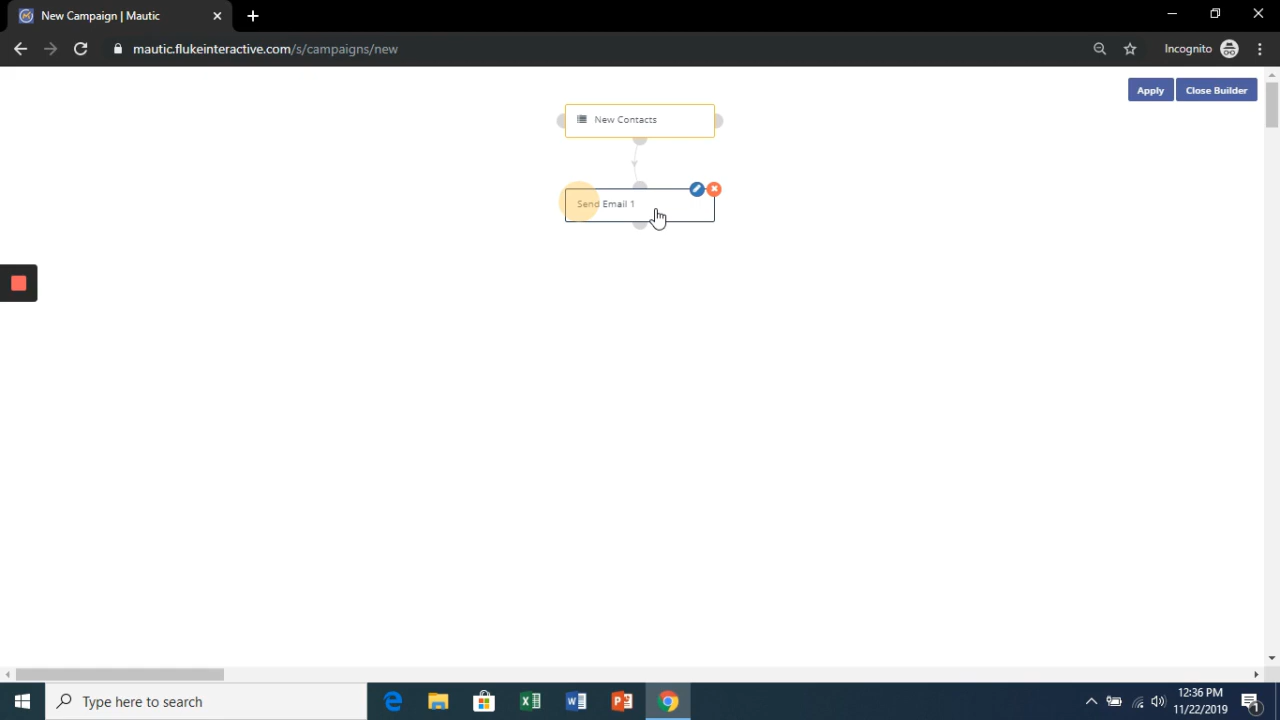 New Campaign | Mautic
mautic.flukeinteractive.com/s/campaigns/new
Incognito
Apply
Close Builder
New Contacts
Send Email 1
Type here to search
12:36 PM
11/22/2019
1